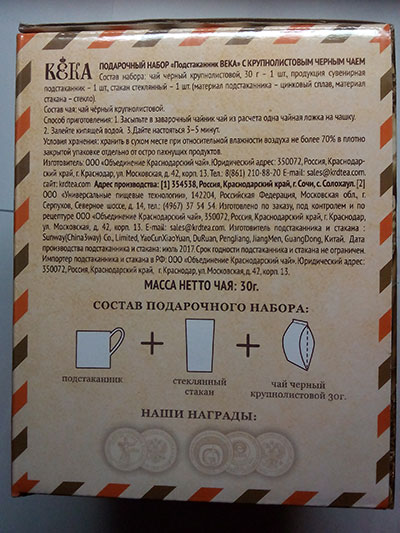 ВЕКА
ПОДАРОЧНЫЙ НАБОР «Подстаканник ВЕКА» С КРУПНОЛИСТОВЫМ ЧЕРНЫМ ЧАЕМ
Состав набора: чай черный крупнолистовой, 30 г – 1 шт., продукция сувенирная
подстаканник – 1 шт., стакан стеклянный – 1 шт. (материал подстаканника – цинковый сплав, материал
стакана – стекло).
Состав чая: чай чёрный крупнолистовой.
Способ приготовления: 1. Засыпьте в заварочный чайник чай из расчета одна чайная ложка на чашку.
2. Залейте кипящей водой. 3. Дайте настояться 3–5 минут.
Условия хранения: хранить в сухом месте при относительной влажности воздуха не более 70% в плотно
закрытой упаковке отдельно от остро пахнущих продуктов.
Изготовитель: ООО «Объединение Краснодарский чай». Юридический адрес: 350072, Россия, Краснодар-
ский край, г. Краснодар, ул. Московская, д. 42, корп. 13. Тел.: 8(861) 210-88-20 E-mail: sales@krdtea.com,
сайт: krdtea.com. Адрес производства: [1] 354538, Россия, Краснодарский край, г. Сочи, с. Солохаул. [2]
ООО «Универсальные пищевые технологии», 142204, Российская Федерация, Московская обл., г.
Серпухов, Северное шоссе, д. 14, тел. (4967) 37 54 54. Изготовлено по заказу, под контролем и по
рецептуре ООО «Объединение Краснодарский чай», 350072, Россия, Краснодарский край, г. Краснодар,
ул. Московская, д. 42, корп. 13. E-mail: sales@krdtea.com. Изготовитель подстаканника и стакана :
Sunway(China3way) Co., Limited, YaoCunXiaoYuan, DuRuan, PengJiang, JiangMen, GuangDong, Китай. Дата
производства подстаканника и стакана: июль 2017. Срок годности подстаканника и стакана не ограничен.
Импортер подстаканника и стакана в РФ: ООО «Объединение Краснодарский чай». Юридический адрес:
350072, Россия, Краснодарский край, г. Краснодар, ул. Московская, д. 42, корп. 13.
МАССА НЕТТО ЧАЯ: 30г.
СОСТАВ ПОДАРОЧНОГО НАБОРА:
подстаканник + стеклянный стакан + чай черный крупнолистовой 30г.
НАШИ НАГРАДЫ: